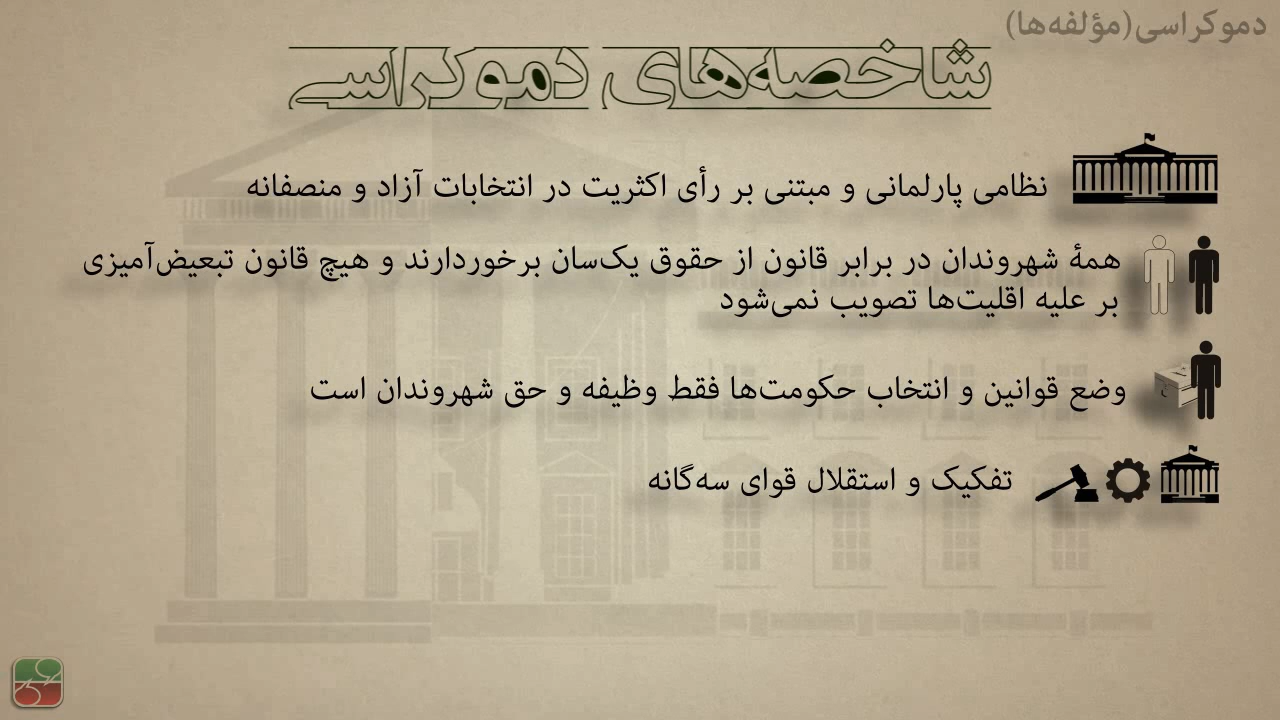 دموکراسی(مؤلفه‌ها)
شاخصه‌های دموکراسی
نظامی پارلمانی و مبتنی بر رأی اکثریت در انتخابات آزاد و منصفانه
همهٔ شهروندان در برابر قانون از حقوق یک‌سان برخوردارند و هیچ قانون تبعیض‌آمیزی
بر علیه اقلیت‌ها تصویب نمی‌شود
وضع قوانین و انتخاب حکومت‌ها فقط وظیفه و حق شهروندان است
تفکیک و استقلال قوای سه‌گانه